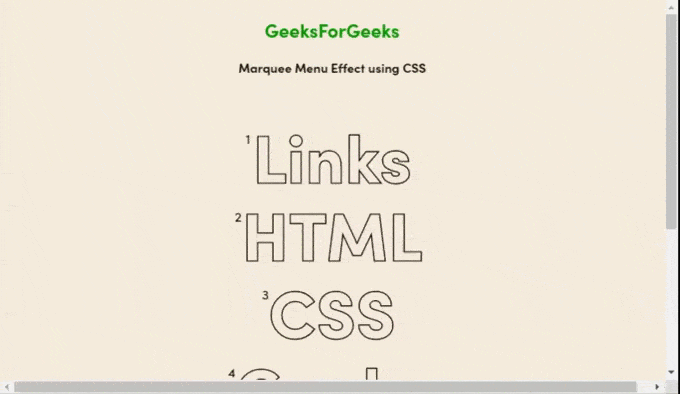 GeeksForGeeks
Marquee Menu Effect using CSS
1 Links
2 HTML
3 CSS
4